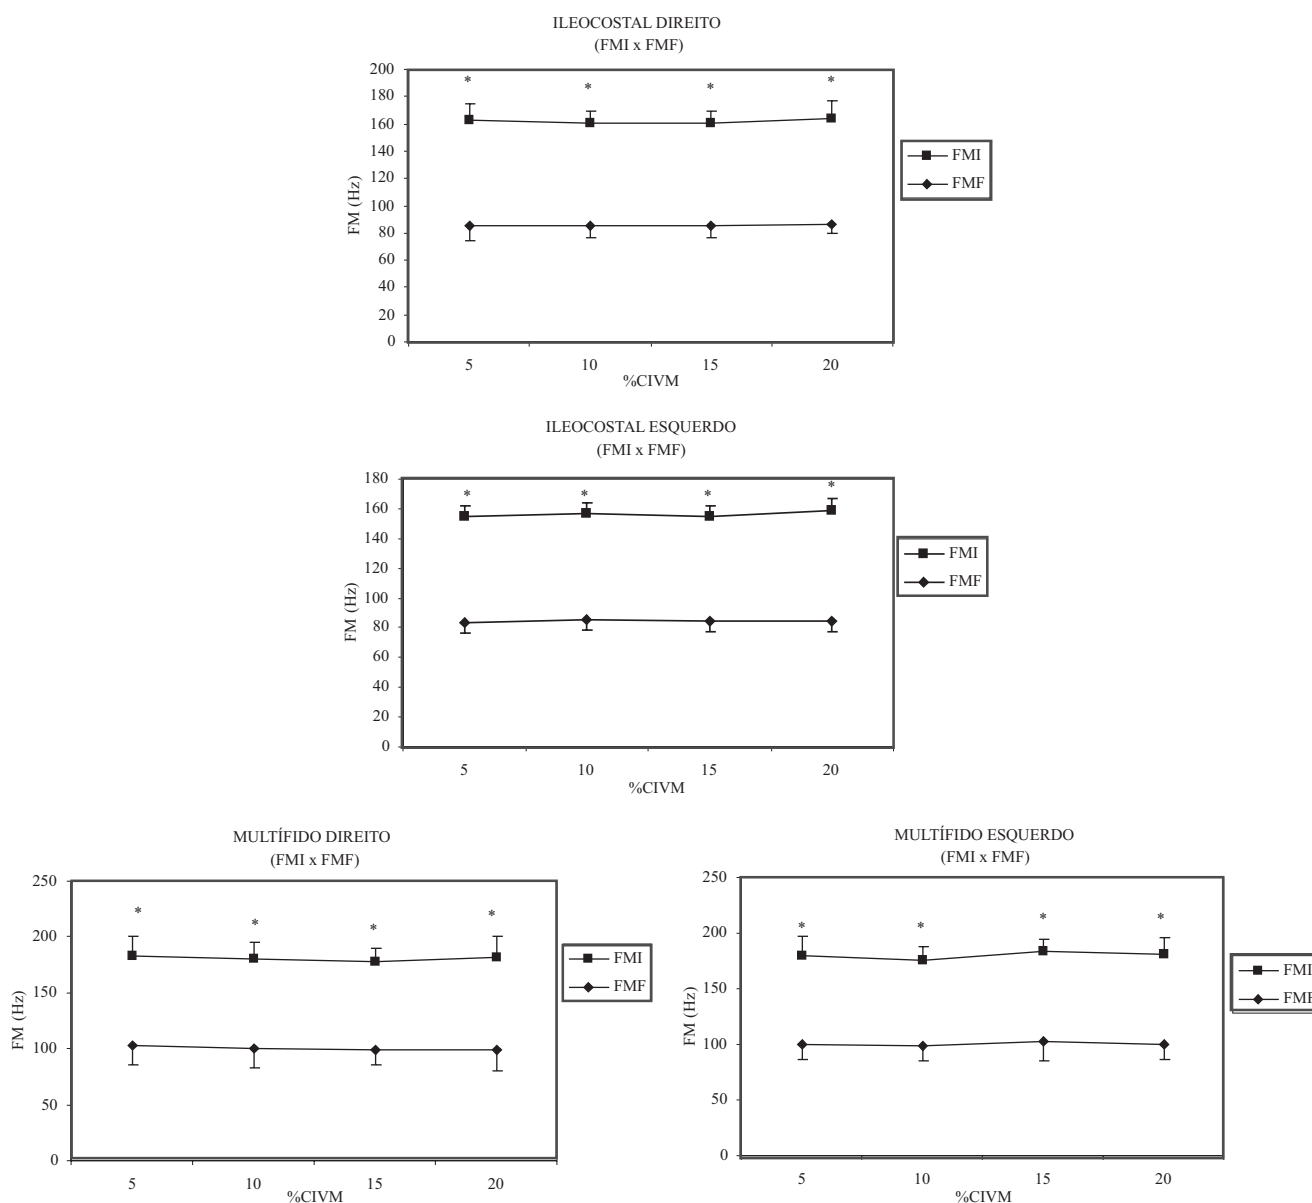 ILEOCOSTAL DIREITO
(FMI x FMF)
200
180
160
140
120
100
80
60
40
20
0
FM (Hz)
* * * *
5 10 15 20
%CIVM
FMI
FMF
ILEOCOSTAL ESQUERDO
(FMI x FMF)
180
160
140
120
100
80
60
40
20
0
FM (Hz)
* * * *
5 10 15 20
%CIVM
FMI
FMF
MULTÍFIDO DIREITO
(FMI x FMF)
250
200
150
100
50
0
FM (Hz)
* * * *
5 10 15 20
%CIVM
FMI
FMF
MULTÍFIDO ESQUERDO
(FMI x FMF)
250
200
150
100
50
0
FM (Hz)
* * * *
5 10 15 20
%CIVM
FMI
FMF